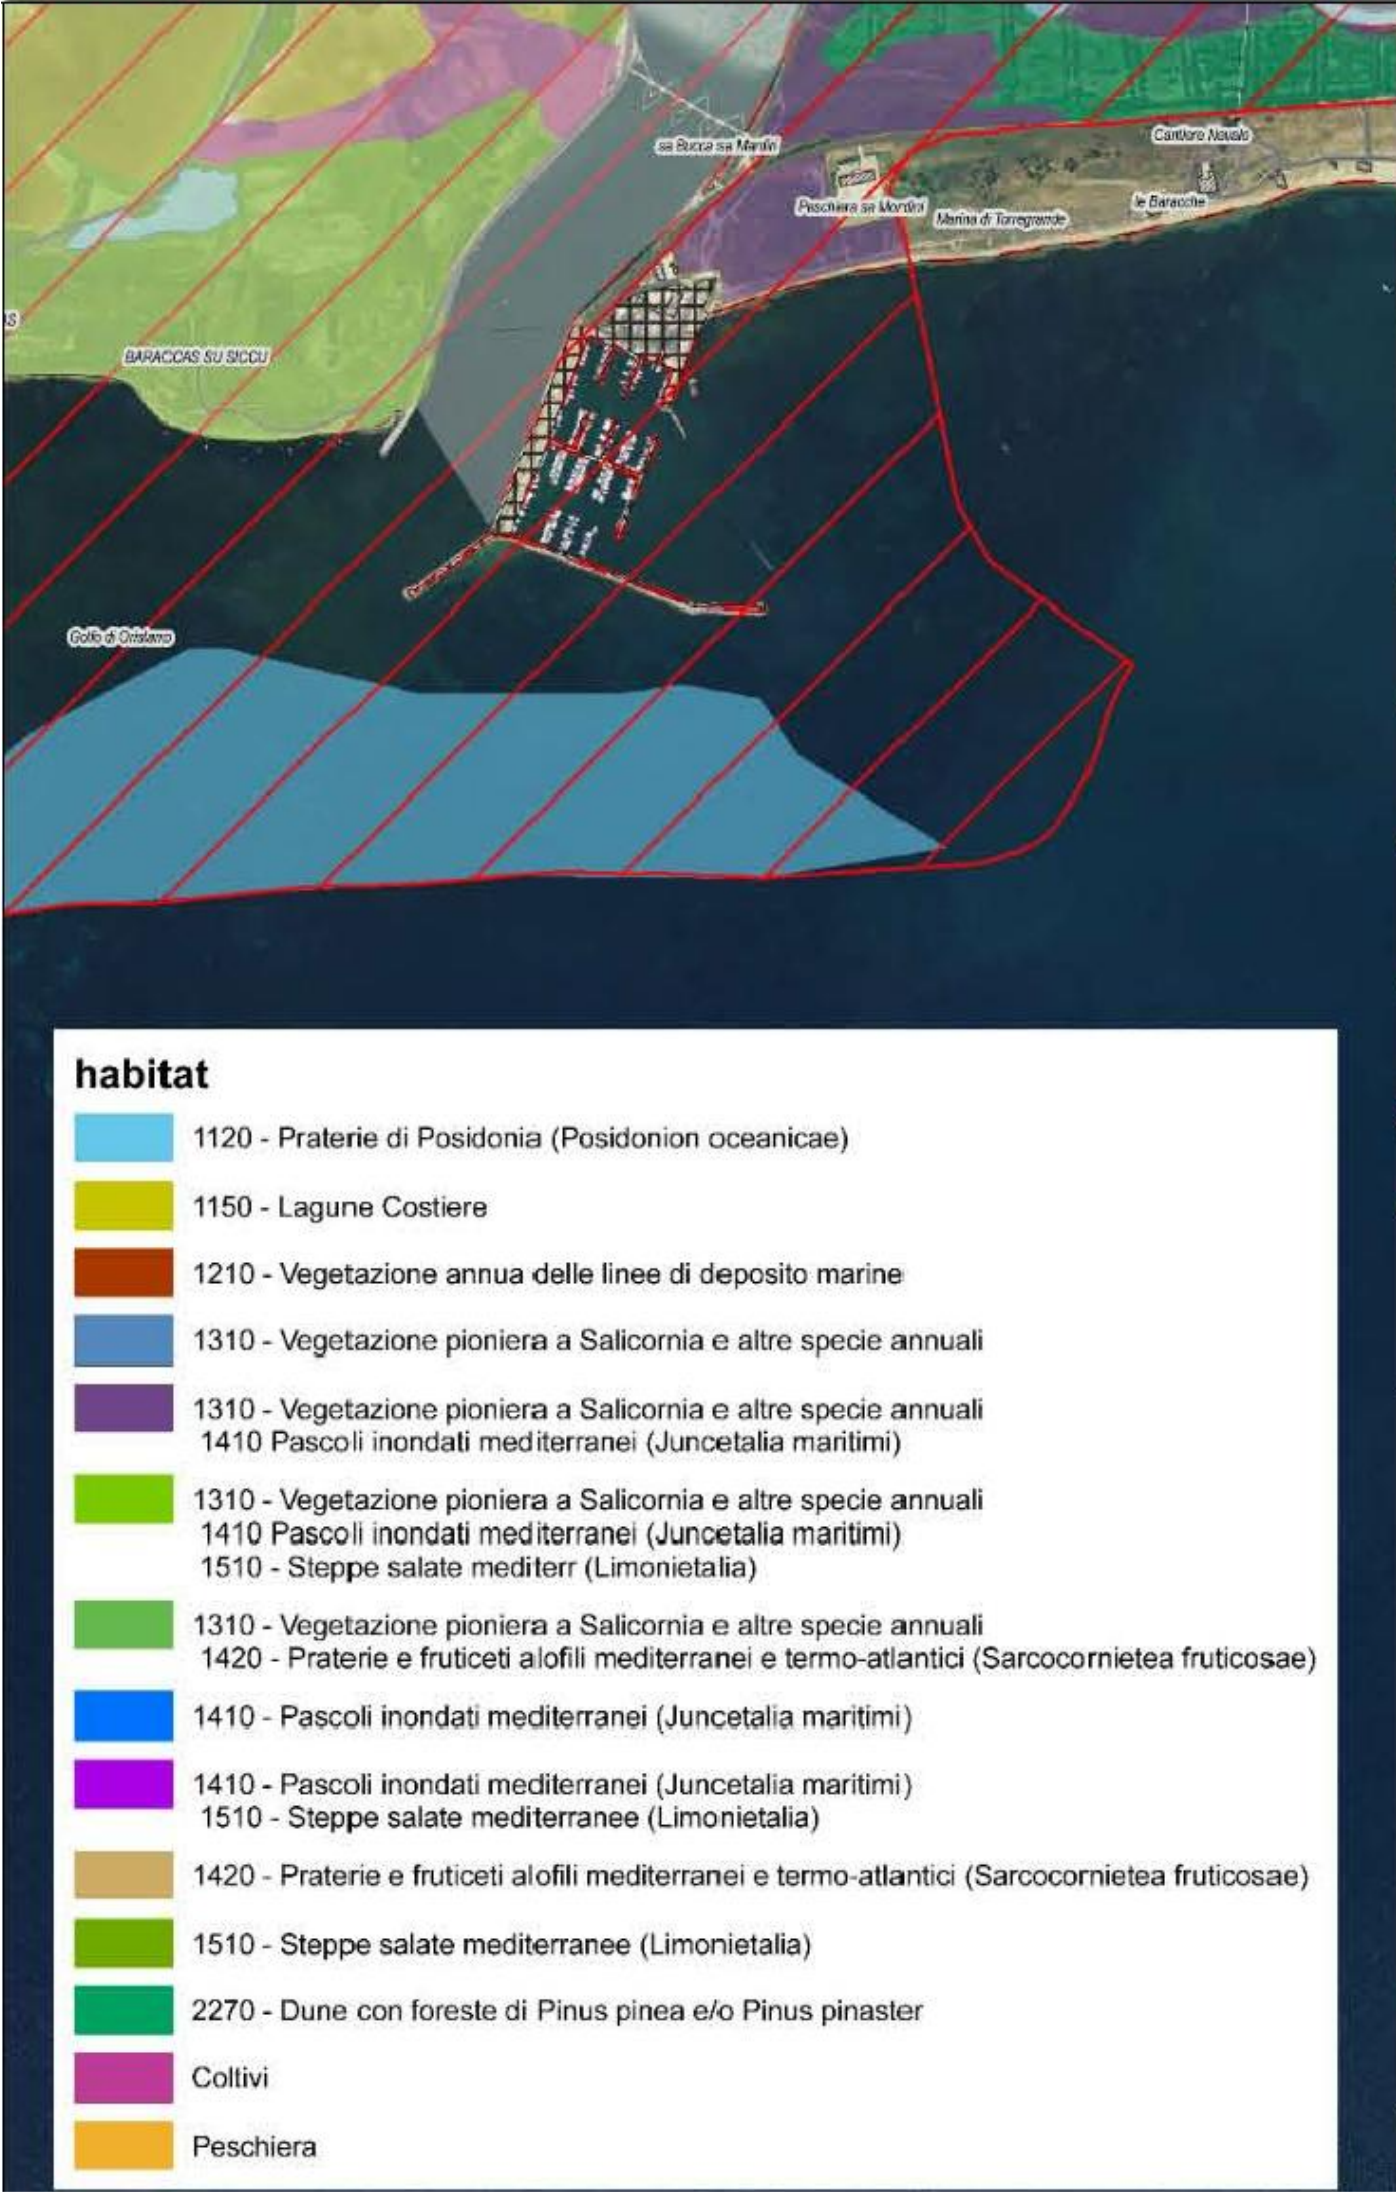 sa Bucca sa Mardini
Cantiere Navale
Peschiera sa Mardini
le Baracche
Marina di Torregrande
IS
BARACCAS SU SICCU
Golfo di Oristano
habitat
1120 - Praterie di Posidonia (Posidonion oceanicae)
1150 - Lagune Costiere
1210 - Vegetazione annua delle linee di deposito marine
1310 - Vegetazione pioniera a Salicornia e altre specie annuali
1310 - Vegetazione pioniera a Salicornia e altre specie annuali
1410 Pascoli inondati mediterranei (Juncetalia maritimi)
1310 - Vegetazione pioniera a Salicornia e altre specie annuali
1410 Pascoli inondati mediterranei (Juncetalia maritimi)
1510 - Steppe salate mediterr (Limonietalia)
1310 - Vegetazione pioniera a Salicornia e altre specie annuali
1420 - Praterie e fruticeti alofili mediterranei e termo-atlantici (Sarcocornietea fruticosae)
1410 - Pascoli inondati mediterranei (Juncetalia maritimi)
1410 - Pascoli inondati mediterranei (Juncetalia maritimi)
1510 - Steppe salate mediterranee (Limonietalia)
1420 - Praterie e fruticeti alofili mediterranei e termo-atlantici (Sarcocornietea fruticosae)
1510 - Steppe salate mediterranee (Limonietalia)
2270 - Dune con foreste di Pinus pinea e/o Pinus pinaster
Coltivi
Peschiera